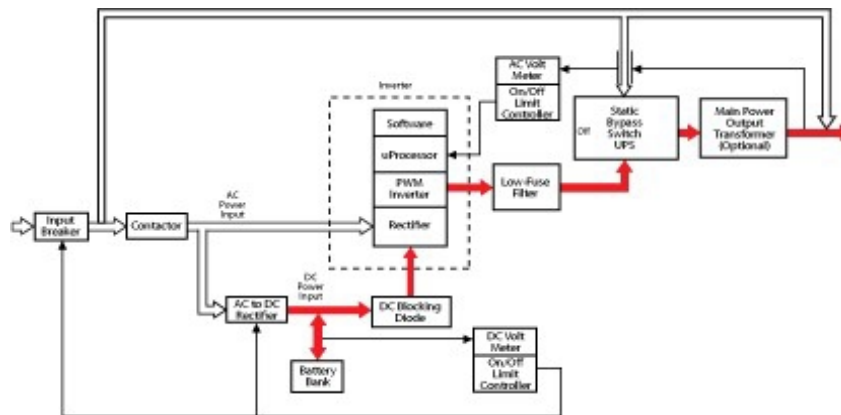 AC Volt
Meter
On/Off
Limit
Controller
Inverter
Software
uProcessor
PWM
Inverter
Rectifier
Off
Static
Bypass
Switch
UPS
Main Power
Output
Transformer
(Optional)
Low-Fuse
Filter
AC
Power
Input
Input
Breaker
Contactor
DC
Power
Input
AC to DC
Rectifier
DC Blocking
Diode
Battery
Bank
DC Volt
Meter
On/Off
Limit
Controller